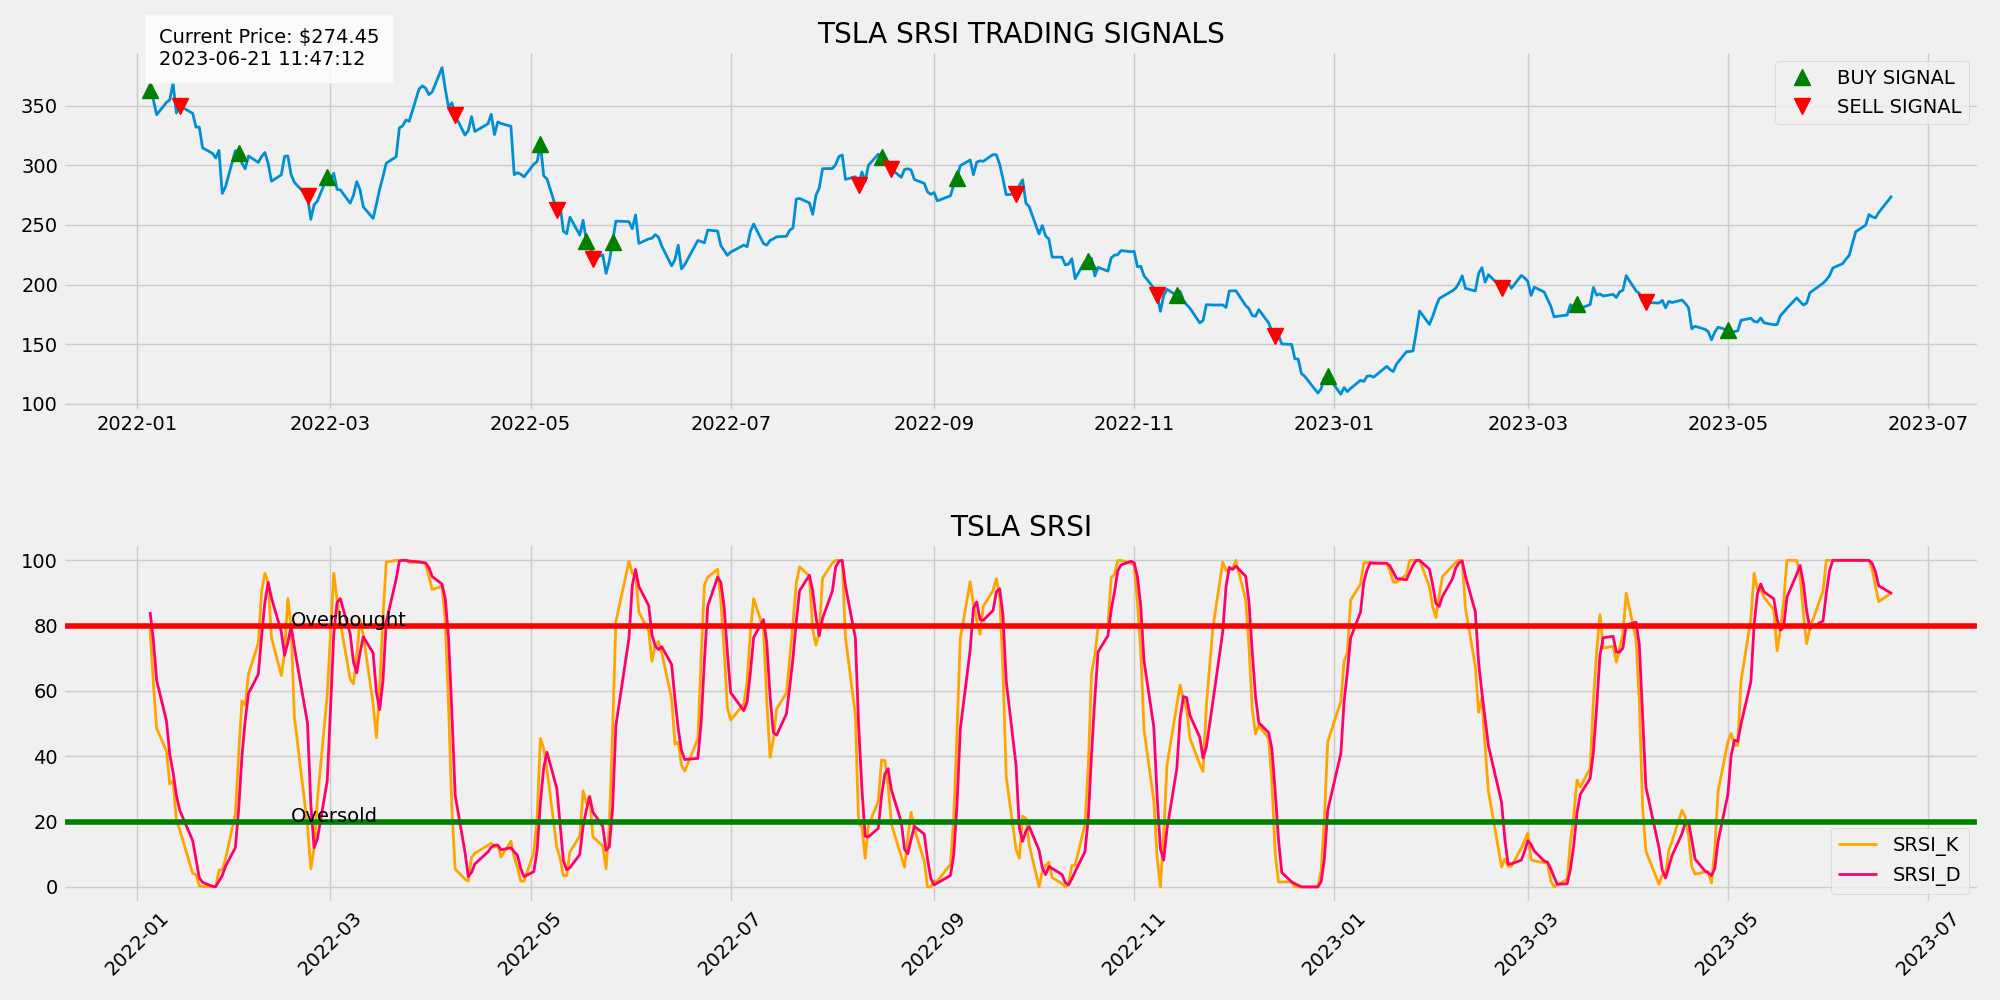 TSLA SRSI TRADING SIGNALS
Current Price: $274.45
2023-06-21 11:47:12
BUY SIGNAL
SELL SIGNAL
350
300
250
200
150
100
2022-01 2022-03 2022-05 2022-07 2022-09 2022-11 2023-01 2023-03 2023-05 2023-07
TSLA SRSI
100
80
60
40
20
0
Overbought
Oversold
SRSI_K
SRSI_D
2022-01 2022-03 2022-05 2022-07 2022-09 2022-11 2023-01 2023-03 2023-05 2023-07